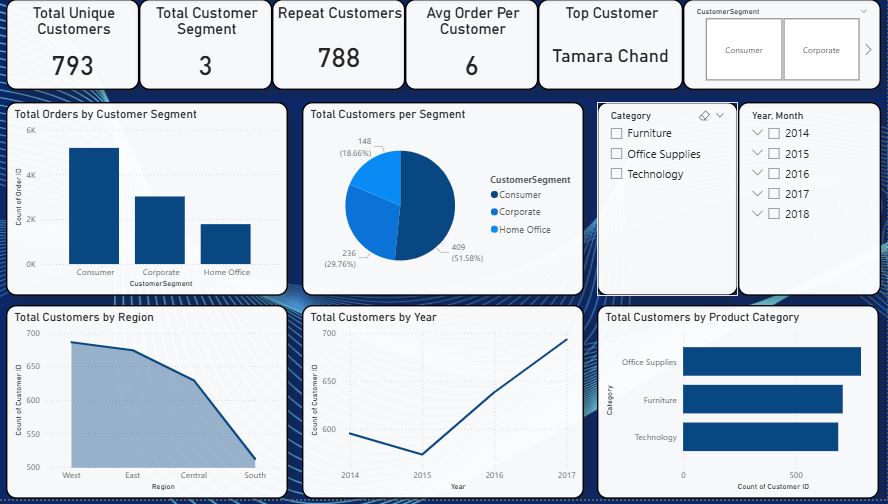 Total Unique
Customers
793
Total Customer
Segment
3
Repeat Customers
788
Avg Order Per
Customer
6
Top Customer
Tamara Chand
CustomerSegment
Consumer
Corporate
Total Orders by Customer Segment
6K
4K
2K
0K
Count of Order ID
Consumer
Corporate
Home Office
CustomerSegment
Total Customers per Segment
148
(18.66%)
236
(29.76%)
409
(51.58%)
CustomerSegment
Consumer
Corporate
Home Office
Category
Furniture
Office Supplies
Technology
Year, Month
2014
2015
2016
2017
2018
Total Customers by Region
700
650
600
550
500
Count of Customer ID
West
East
Central
South
Region
Total Customers by Year
700
650
600
Count of Customer ID
2014
2015
2016
2017
Year
Total Customers by Product Category
Category
Office Supplies
Furniture
Technology
0
500
Count of Customer ID